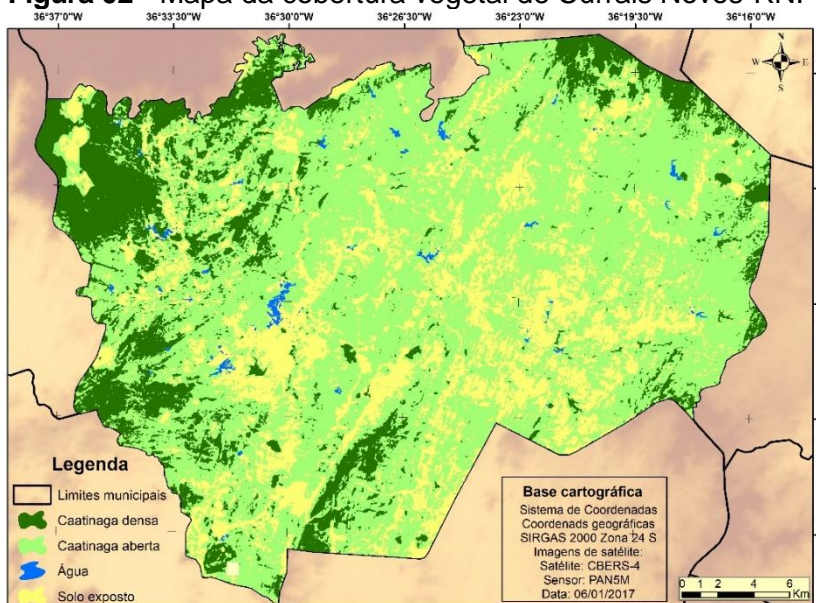 Figura 02 - Mapa da cobertura vegetal de Currais Novos-RN.
36°37'0"W 36°33'30"W 36°30'0"W 36°26'30"W 36°23'0"W 36°19'30"W 36°16'0"W
N
W E
S
Legenda
Limites municipais
Caatinaga densa
Caatinaga aberta
Água
Solo exposto
Base cartográfica
Sistema de Coordenadas
Coordenads geográficas
SIRGAS 2000 Zona 24 S
Imagens de satélite:
Satélite: CBERS-4
Sensor: PAN5M
Data: 06/01/2017
0 1 2 4 6
Km